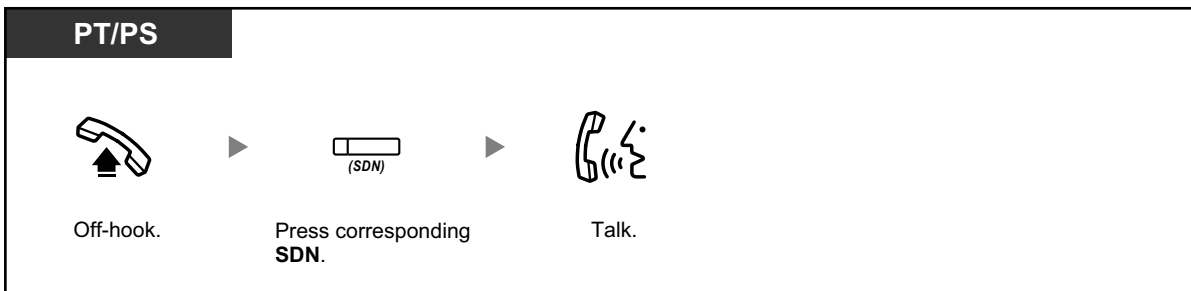 PT/PS
(SDN)
Off-hook.
Press corresponding
SDN.
Talk.